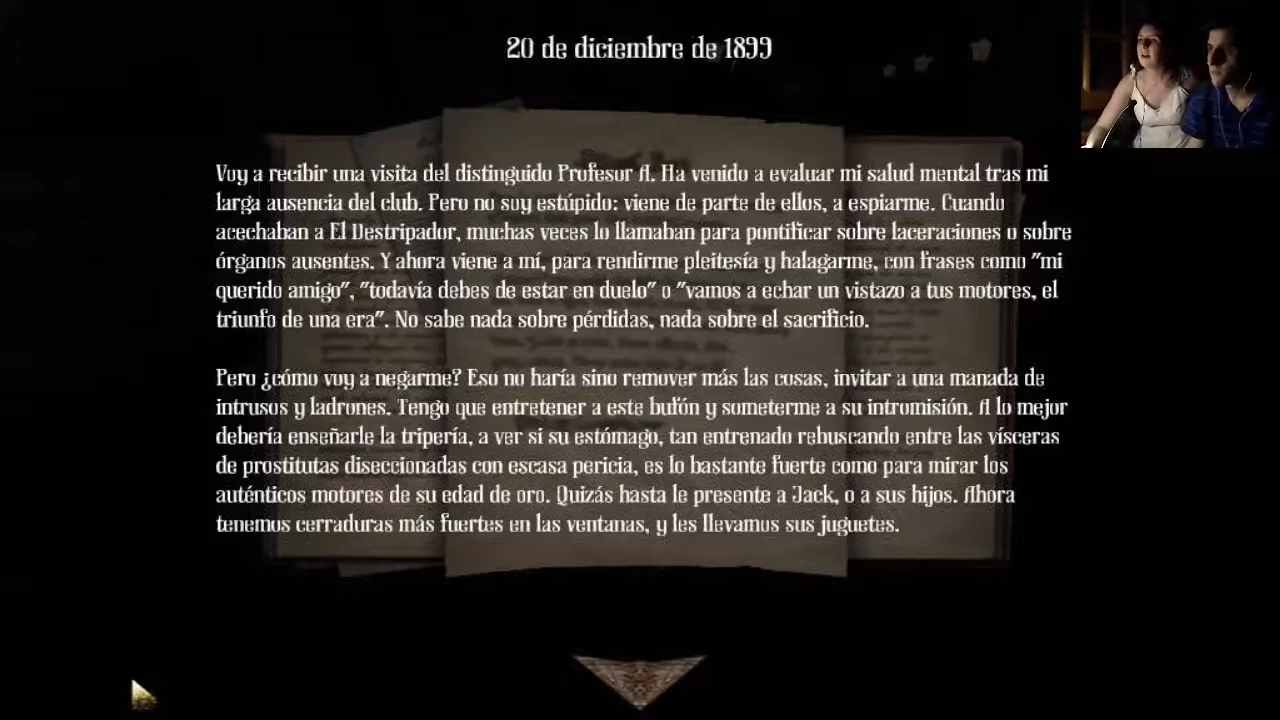 20 de diciembre de 1899
Voy a recibir una visita del distinguido Profesor A. Ha venido a evaluar mi salud mental tras mi
larga ausencia del club. Pero no soy estúpido: viene de parte de ellos, a espiarme. Cuando
acechaban a El Destripador, muchas veces lo llamaban para pontificar sobre laceraciones o sobre
órganos ausentes. Y ahora viene a mí, para rendirme pleitesía y halagarme, con frases como "mi
querido amigo", "todavía debes de estar en duelo" o "vamos a echar un vistazo a tus motores, el
triunfo de una era". No sabe nada sobre pérdidas, nada sobre el sacrificio.
Pero ¿cómo voy a negarme? Eso no haría sino remover más las cosas, invitar a una manada de
intrusos y ladrones. Tengo que entretener a este bufón y someterme a su intromisión. A lo mejor
debería enseñarle la tripería, a ver si su estómago, tan entrenado rebuscando entre las vísceras
de prostitutas diseccionadas con escasa pericia, es lo bastante fuerte como para mirar los
auténticos motores de su edad de oro. Quizás hasta le presente a Jack, o a sus hijos. Ahora
tenemos cerraduras más fuertes en las ventanas, y les llevamos sus juguetes.